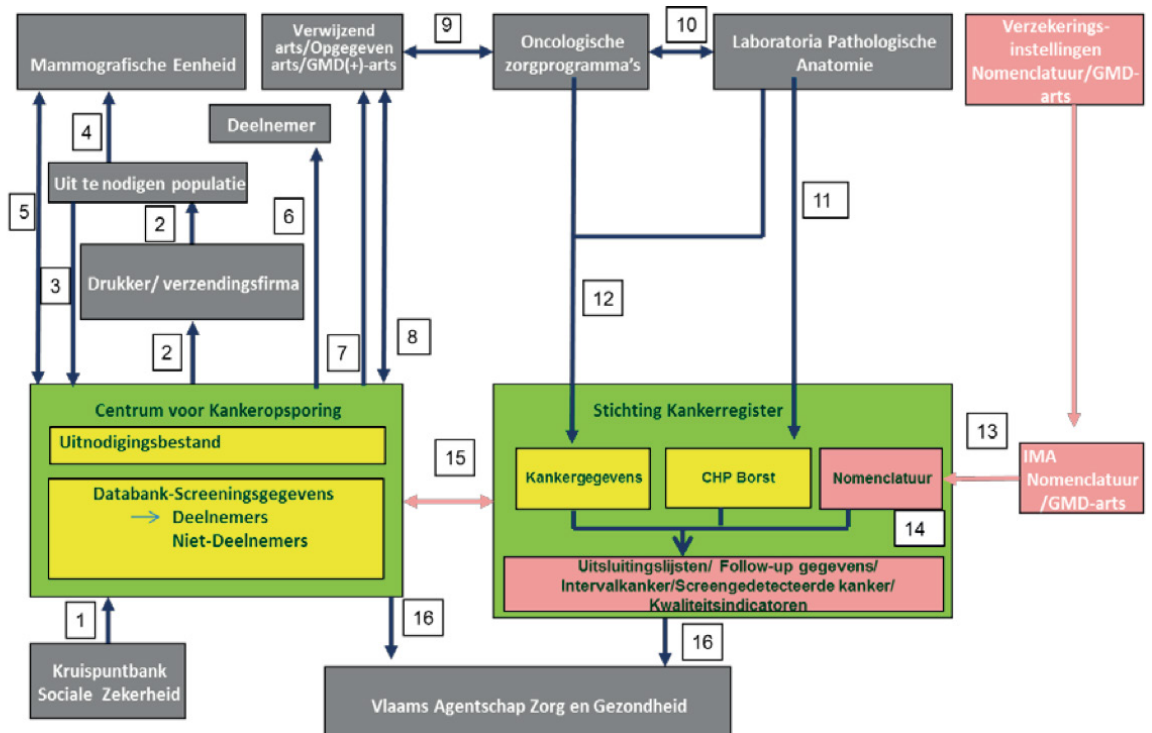 Mammografische Eenheid
Verwijzend
arts/Opgegeven
arts/GMD(+)-arts
9
Oncologische
zorgprogramma's
10
Laboratoria Pathologische
Anatomie
Verzekerings-
instellingen
Nomenclatuur/GMD-
arts
4
Deelnemer
Uit te nodigen populatie
5
2
6
11
3
Drukker/ verzendingsfirma
12
2
7
8
Centrum voor Kankeropsporing
Uitnodigingsbestand
Databank-Screeningsgegevens
→ Deelnemers
Niet-Deelnemers
15
Stichting Kankerregister
Kankergegevens
CHP Borst
Nomenclatuur
13
IMA
Nomenclatuur
/GMD-arts
14
Uitsluitingslijsten/ Follow-up gegevens/
Intervalkanker/Screengedetecteerde kanker/
Kwaliteitsindicatoren
1
16
16
Kruispuntbank
Sociale Zekerheid
Vlaams Agentschap Zorg en Gezondheid